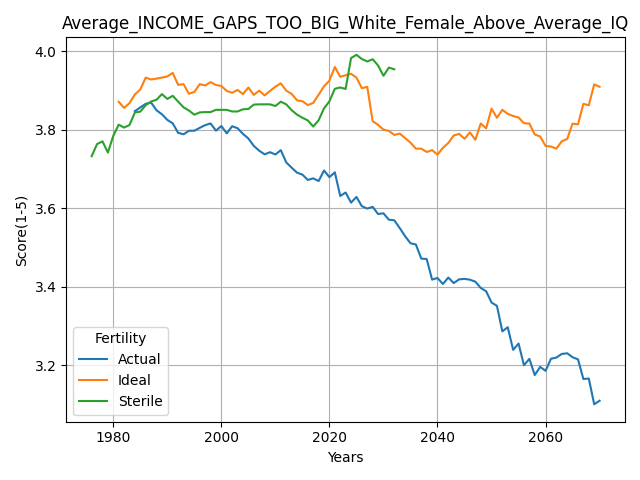 Average_INCOME_GAPS_TOO_BIG_White_Female_Above_Average_IQ
4.0
3.8
3.6
3.4
3.2
Score(1-5)
Fertility
Actual
Ideal
Sterile
1980 2000 2020 2040 2060
Years